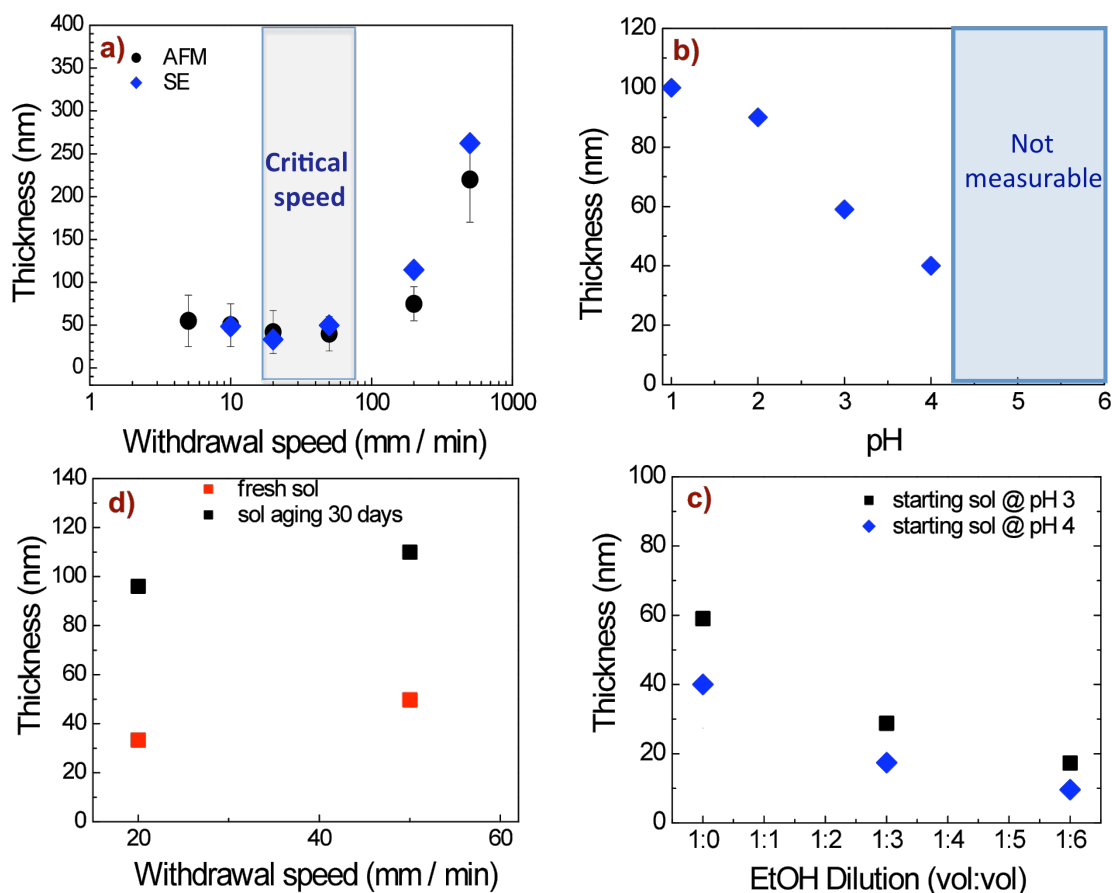 a)
AFM
SE
Critical
speed
400
350
300
250
200
150
100
50
0
1 10 100 1000
Thickness (nm)
Withdrawal speed (mm / min)
b)
Not
measurable
120
100
80
60
40
20
0
1 2 3 4 5 6
Thickness (nm)
pH
d)
fresh sol
sol aging 30 days
140
120
100
80
60
40
20
0
20 40 60
Thickness (nm)
Withdrawal speed (mm / min)
c)
starting sol @ pH 3
starting sol @ pH 4
100
80
60
40
20
0
1:0 1:1 1:2 1:3 1:4 1:5 1:6
Thickness (nm)
EtOH Dilution (vol:vol)